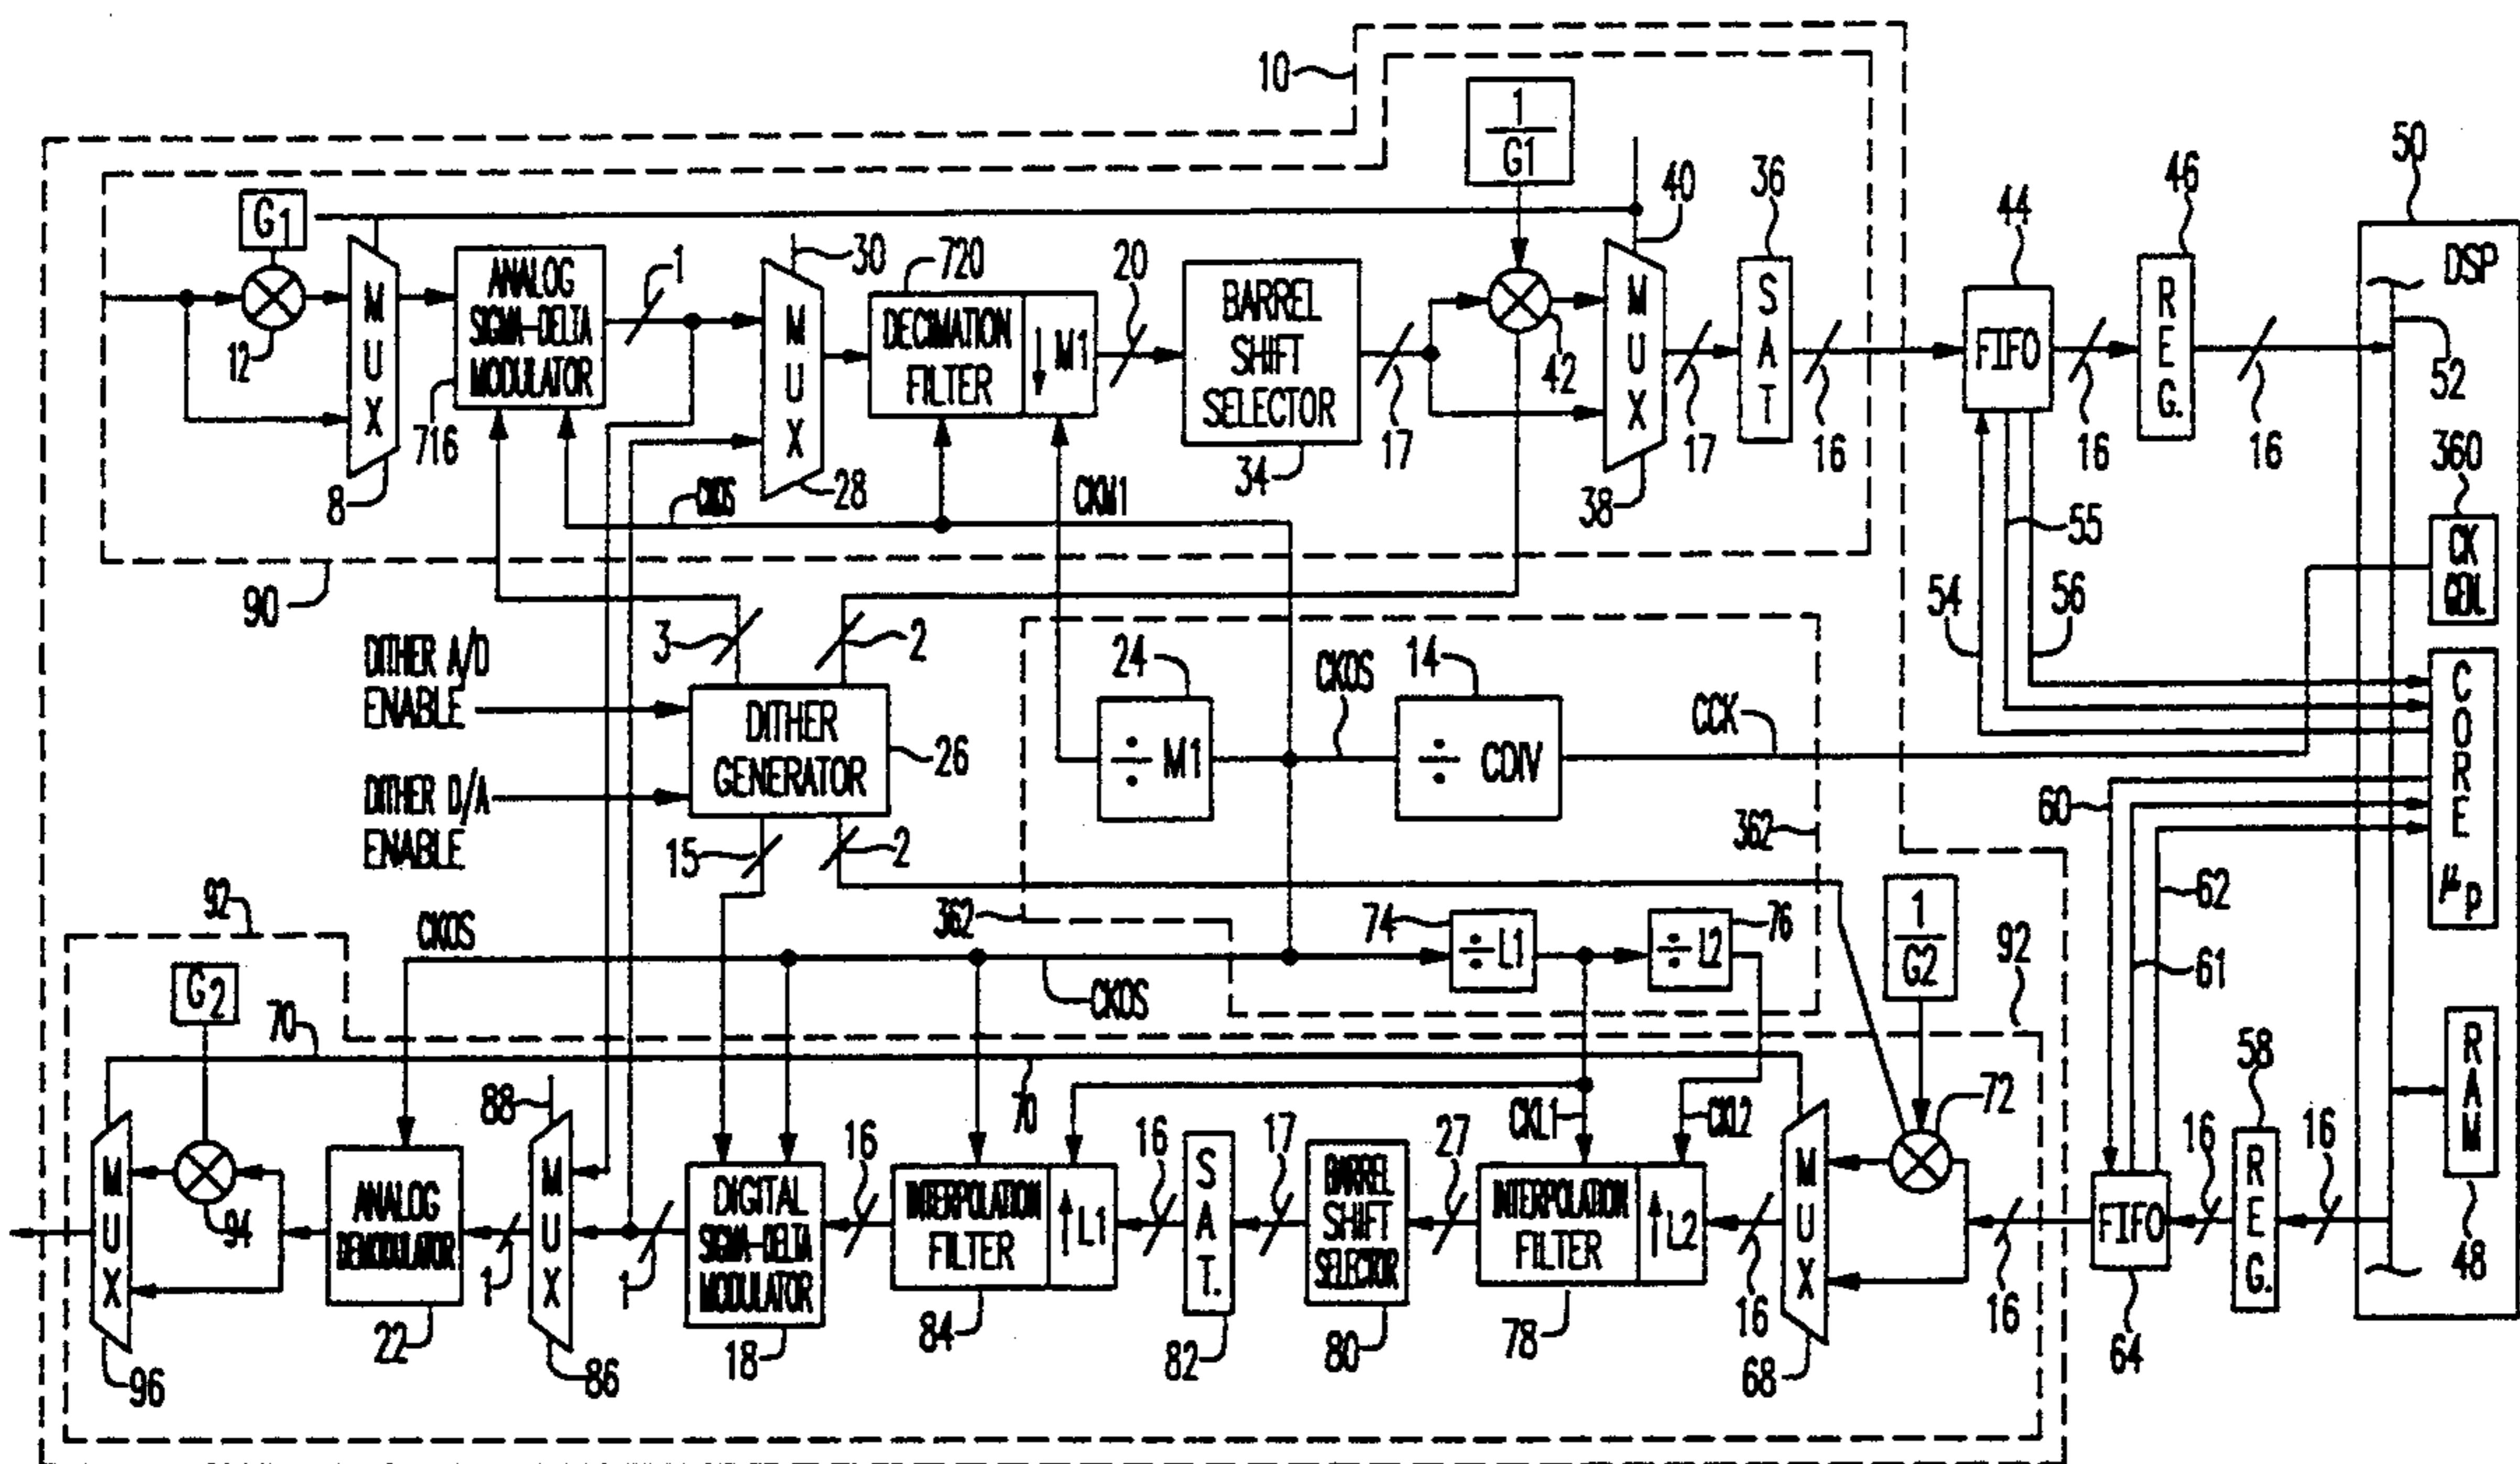 10
1
G1
50
G1
40
36
46
44
1
30
720
20
DSP
M
U
X
ANALOG
SIGMA-DELTA
MODULATOR
M
U
X
DECIMATION
FILTER
↓ M1
BARREL
SHIFT
SELECTOR
M
U
X
S
A
T
FIFO
R
E
G.
52
12
42
716
8
28
34
17
38
17
16
16
16
360
CKOS
CKM1
55
CK
90
54
56
3
2
DITHER A/D
ENABLE
24
CKOS
14
CCK
C
O
R
E
μP
DITHER
GENERATOR
26
÷ M1
÷ CDIV
DITHER D/A
ENABLE
60
362
15
2
62
92
362
CKOS
74
÷ L1
÷ L2
76
1
G2
92
61
G2
70
CKOS
58
R
A
M
88
70
CKL1
CKL2
72
16
16
17
27
16
16
M
U
X
94
ANALOG
DEMODULATOR
M
U
X
DIGITAL
SIGMA-DELTA
MODULATOR
INTERPOLATION
FILTER
↑ L1
S
A
T.
BARREL
SHIFT
SELECTOR
INTERPOLATION
FILTER
↑ L2
M
U
X
FIFO
R
E
G.
48
1
1
16
16
96
22
86
18
84
82
80
78
68
64